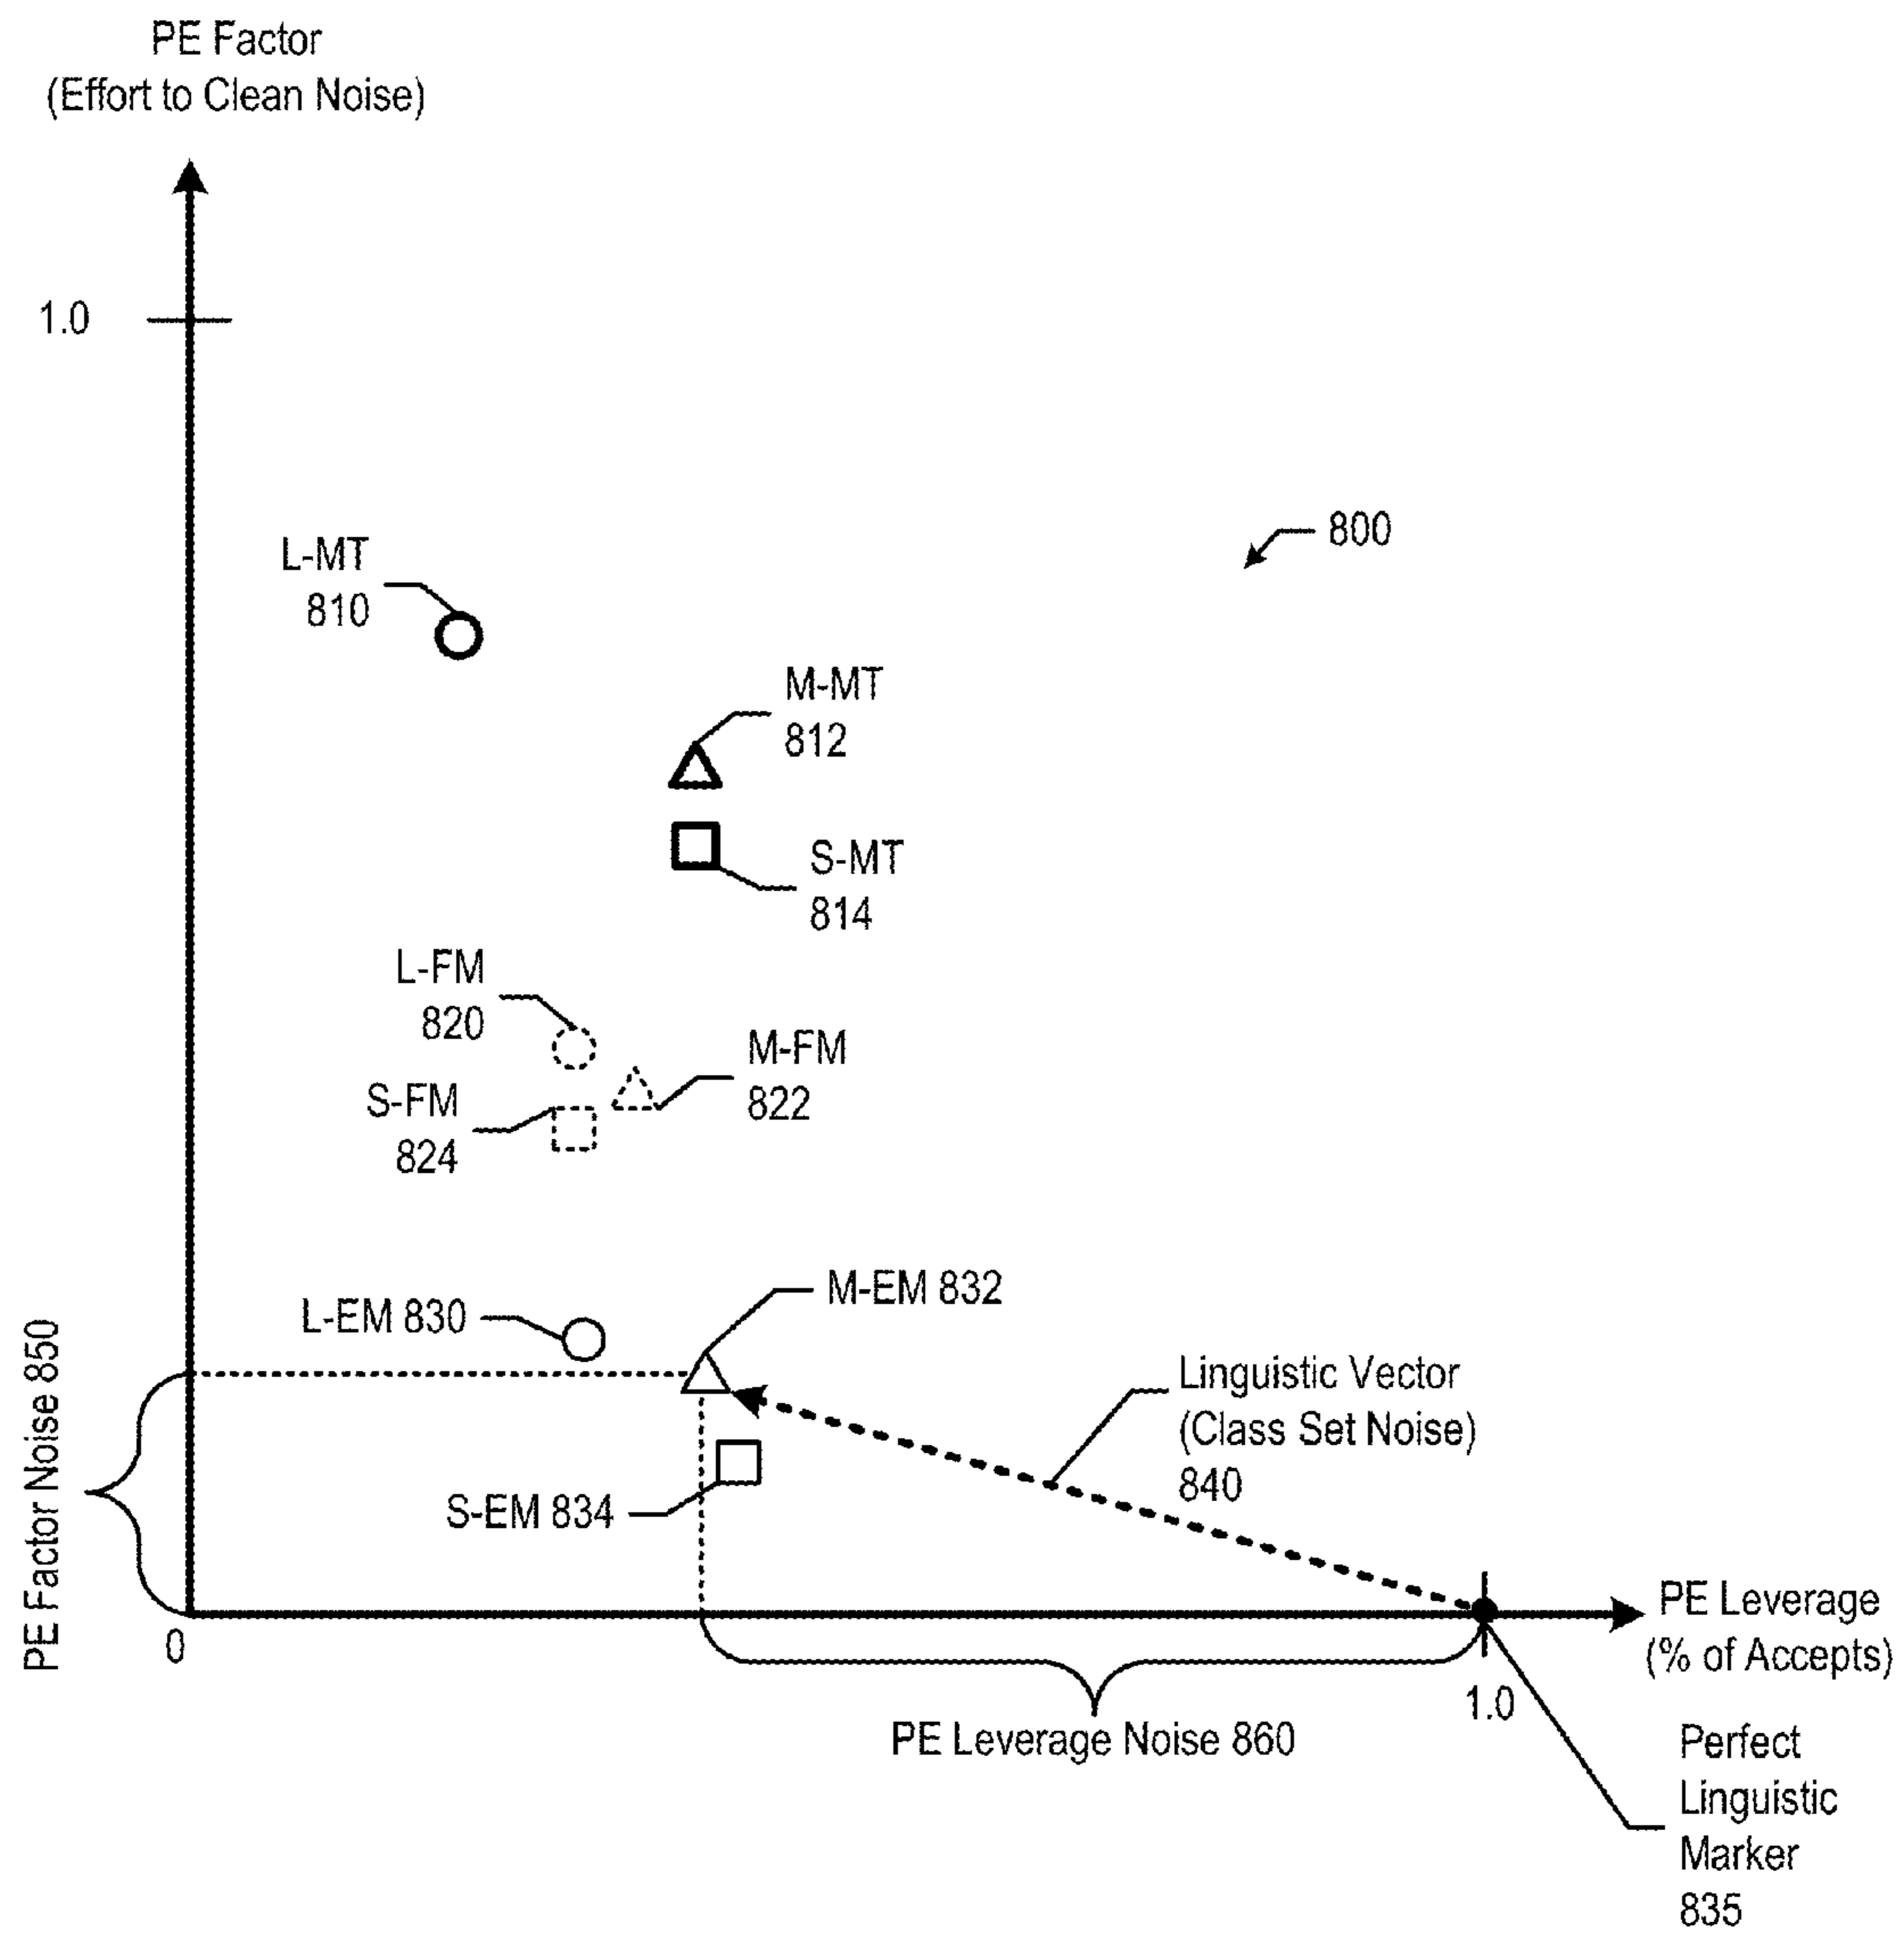 PE Factor
(Effort to Clean Noise)
1.0
800
L-MT
810
M-MT
812
S-MT
814
L-FM
820
M-FM
822
S-FM
824
M-EM 832
L-EM 830
Linguistic Vector
(Class Set Noise)
840
S-EM 834
PE Factor Noise 850
0
PE Leverage
(% of Accepts)
1.0
PE Leverage Noise 860
Perfect
Linguistic
Marker
835